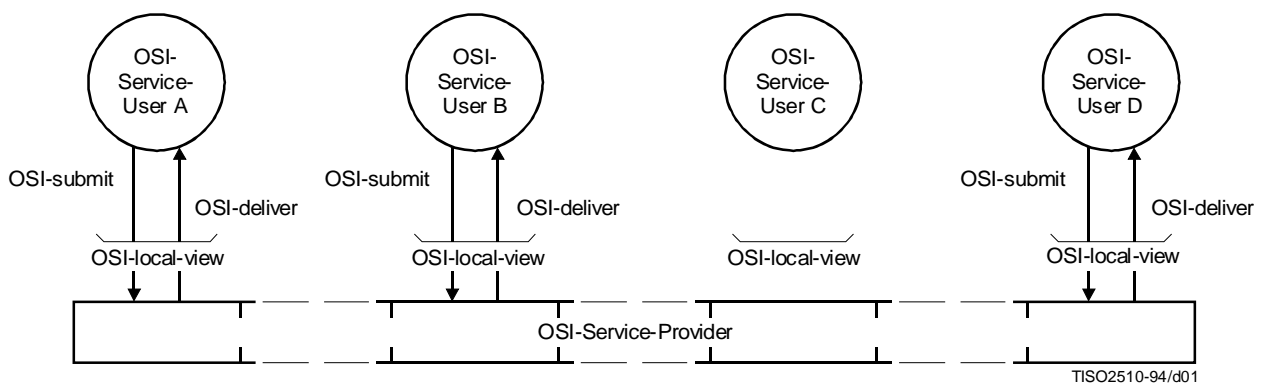 OSI-
Service-
User A
OSI-
Service-
User B
OSI-
Service-
User C
OSI-
Service-
User D
OSI-submit
OSI-deliver
OSI-submit
OSI-deliver
OSI-submit
OSI-deliver
OSI-local-view
OSI-local-view
OSI-local-view
OSI-local-view
OSI-Service-Provider
TISO2510-94/d01